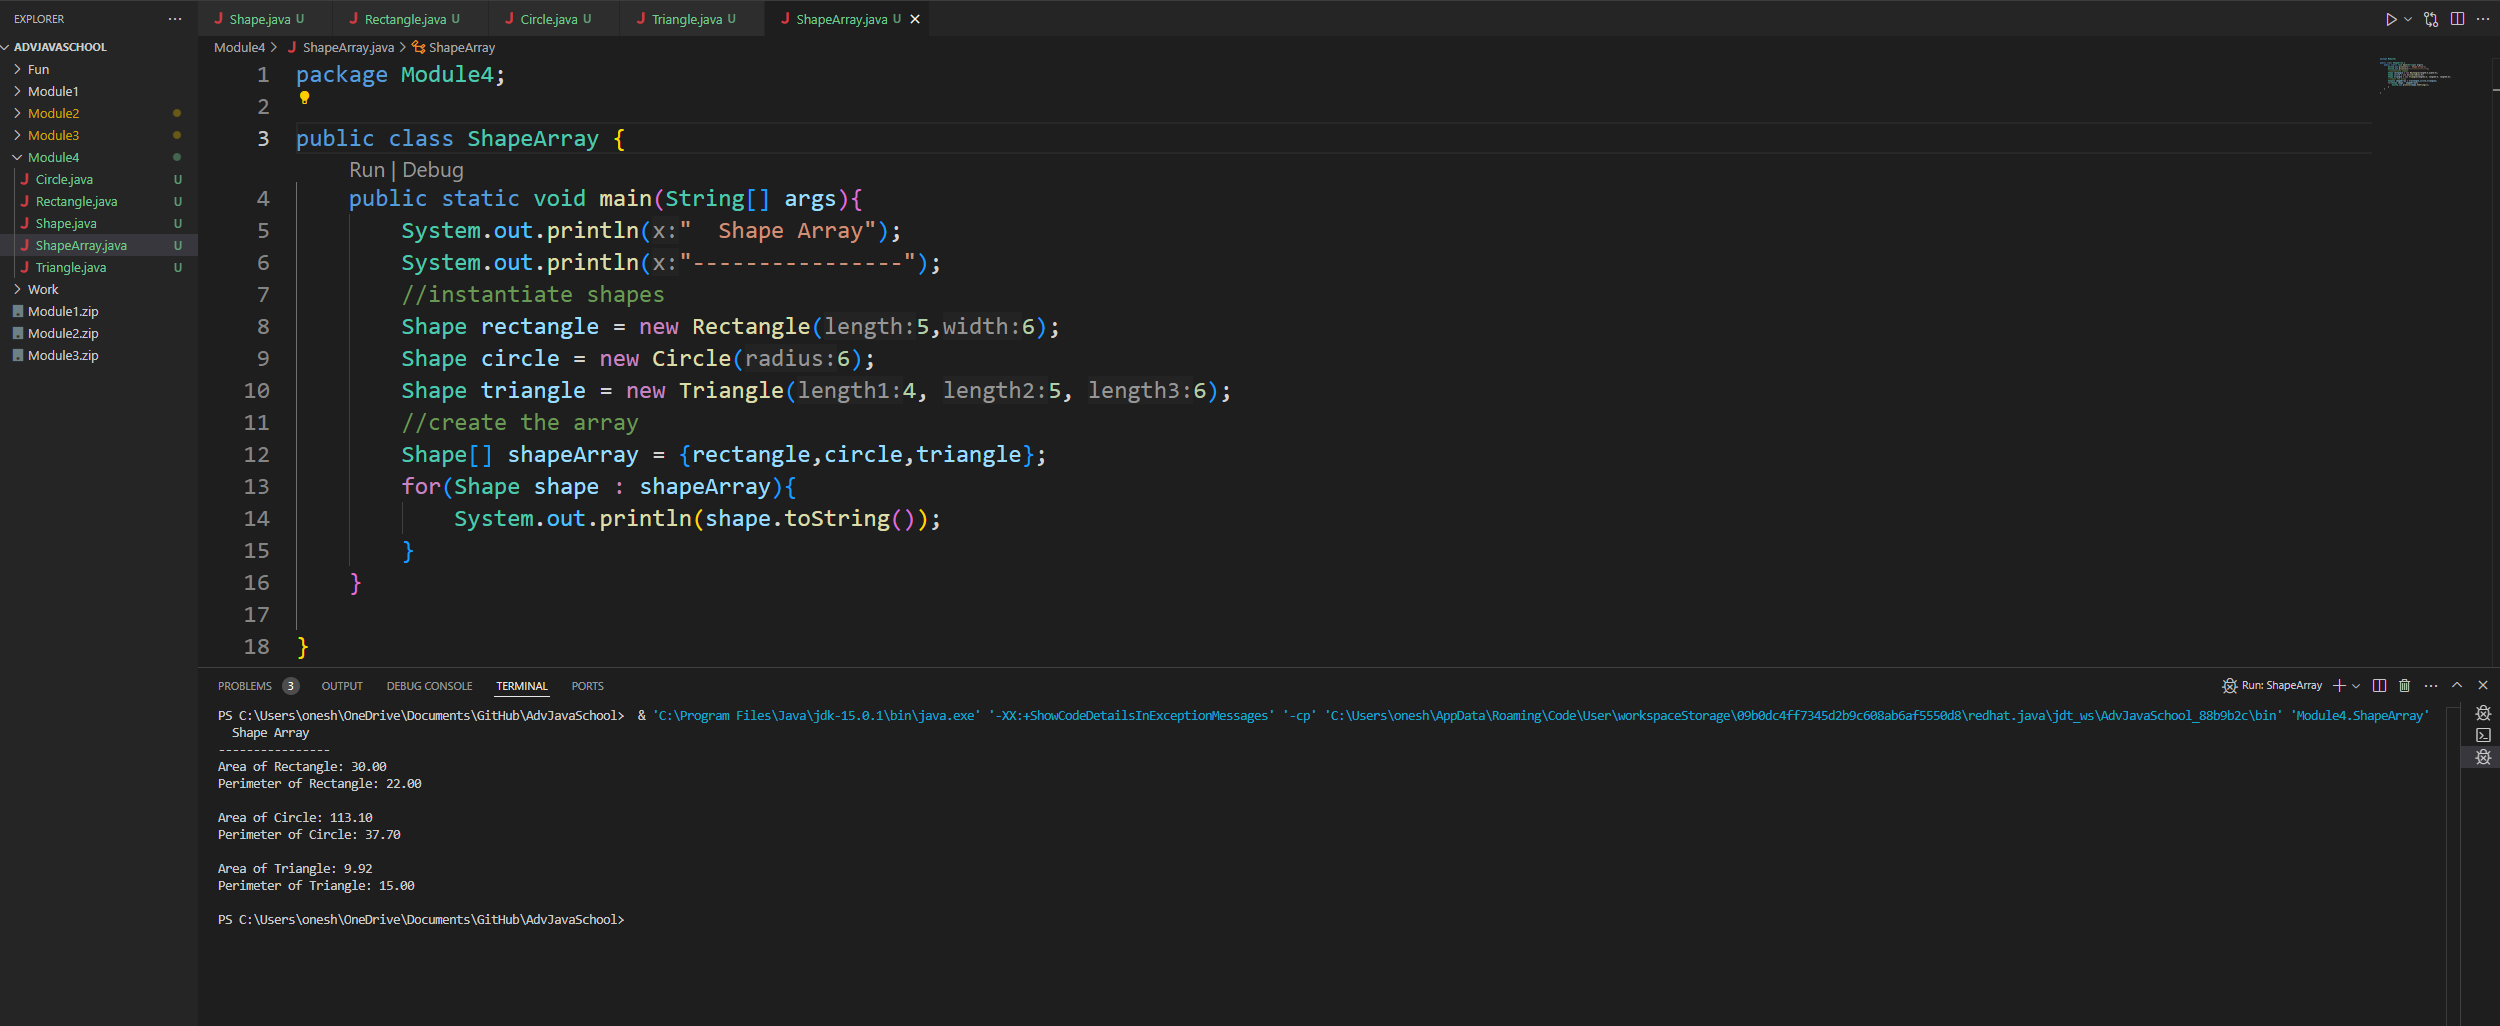 EXPLORER
ADVJAVASCHOOL
Fun
Module1
Module2
Module3
Module4
Circle.java U
Rectangle.java U
Shape.java U
ShapeArray.java U
Triangle.java U
Work
Module1.zip
Module2.zip
Module3.zip
J Shape.java U J Rectangle.java U J Circle.java U J Triangle.java U J ShapeArray.java U
Module4 > J ShapeArray.java > ShapeArray
1 package Module4;
2
3 public class ShapeArray {
Run | Debug
4 public static void main(String[] args){
5 System.out.println(x:"  Shape Array");
6 System.out.println(x:"----------------");
7 //instantiate shapes
8 Shape rectangle = new Rectangle(length:5,width:6);
9 Shape circle = new Circle(radius:6);
10 Shape triangle = new Triangle(length1:4, length2:5, length3:6);
11 //create the array
12 Shape[] shapeArray = {rectangle,circle,triangle};
13 for(Shape shape : shapeArray){
14 System.out.println(shape.toString());
15 }
16 }
17
18 }
PROBLEMS 3 OUTPUT DEBUG CONSOLE TERMINAL PORTS
Run: ShapeArray
PS C:\Users\onesh\OneDrive\Documents\GitHub\AdvJavaSchool>  & 'C:\Program Files\Java\jdk-15.0.1\bin\java.exe' '-XX:+ShowCodeDetailsInExceptionMessages' '-cp' 'C:\Users\onesh\AppData\Roaming\Code\User\workspaceStorage\09b0dc4ff7345d2b9c608ab6af5550d8\redhat.java\jdt_ws\AdvJavaSchool_88b9b2c\bin' 'Module4.ShapeArray'
  Shape Array
----------------
Area of Rectangle: 30.00
Perimeter of Rectangle: 22.00
Area of Circle: 113.10
Perimeter of Circle: 37.70
Area of Triangle: 9.92
Perimeter of Triangle: 15.00
PS C:\Users\onesh\OneDrive\Documents\GitHub\AdvJavaSchool>